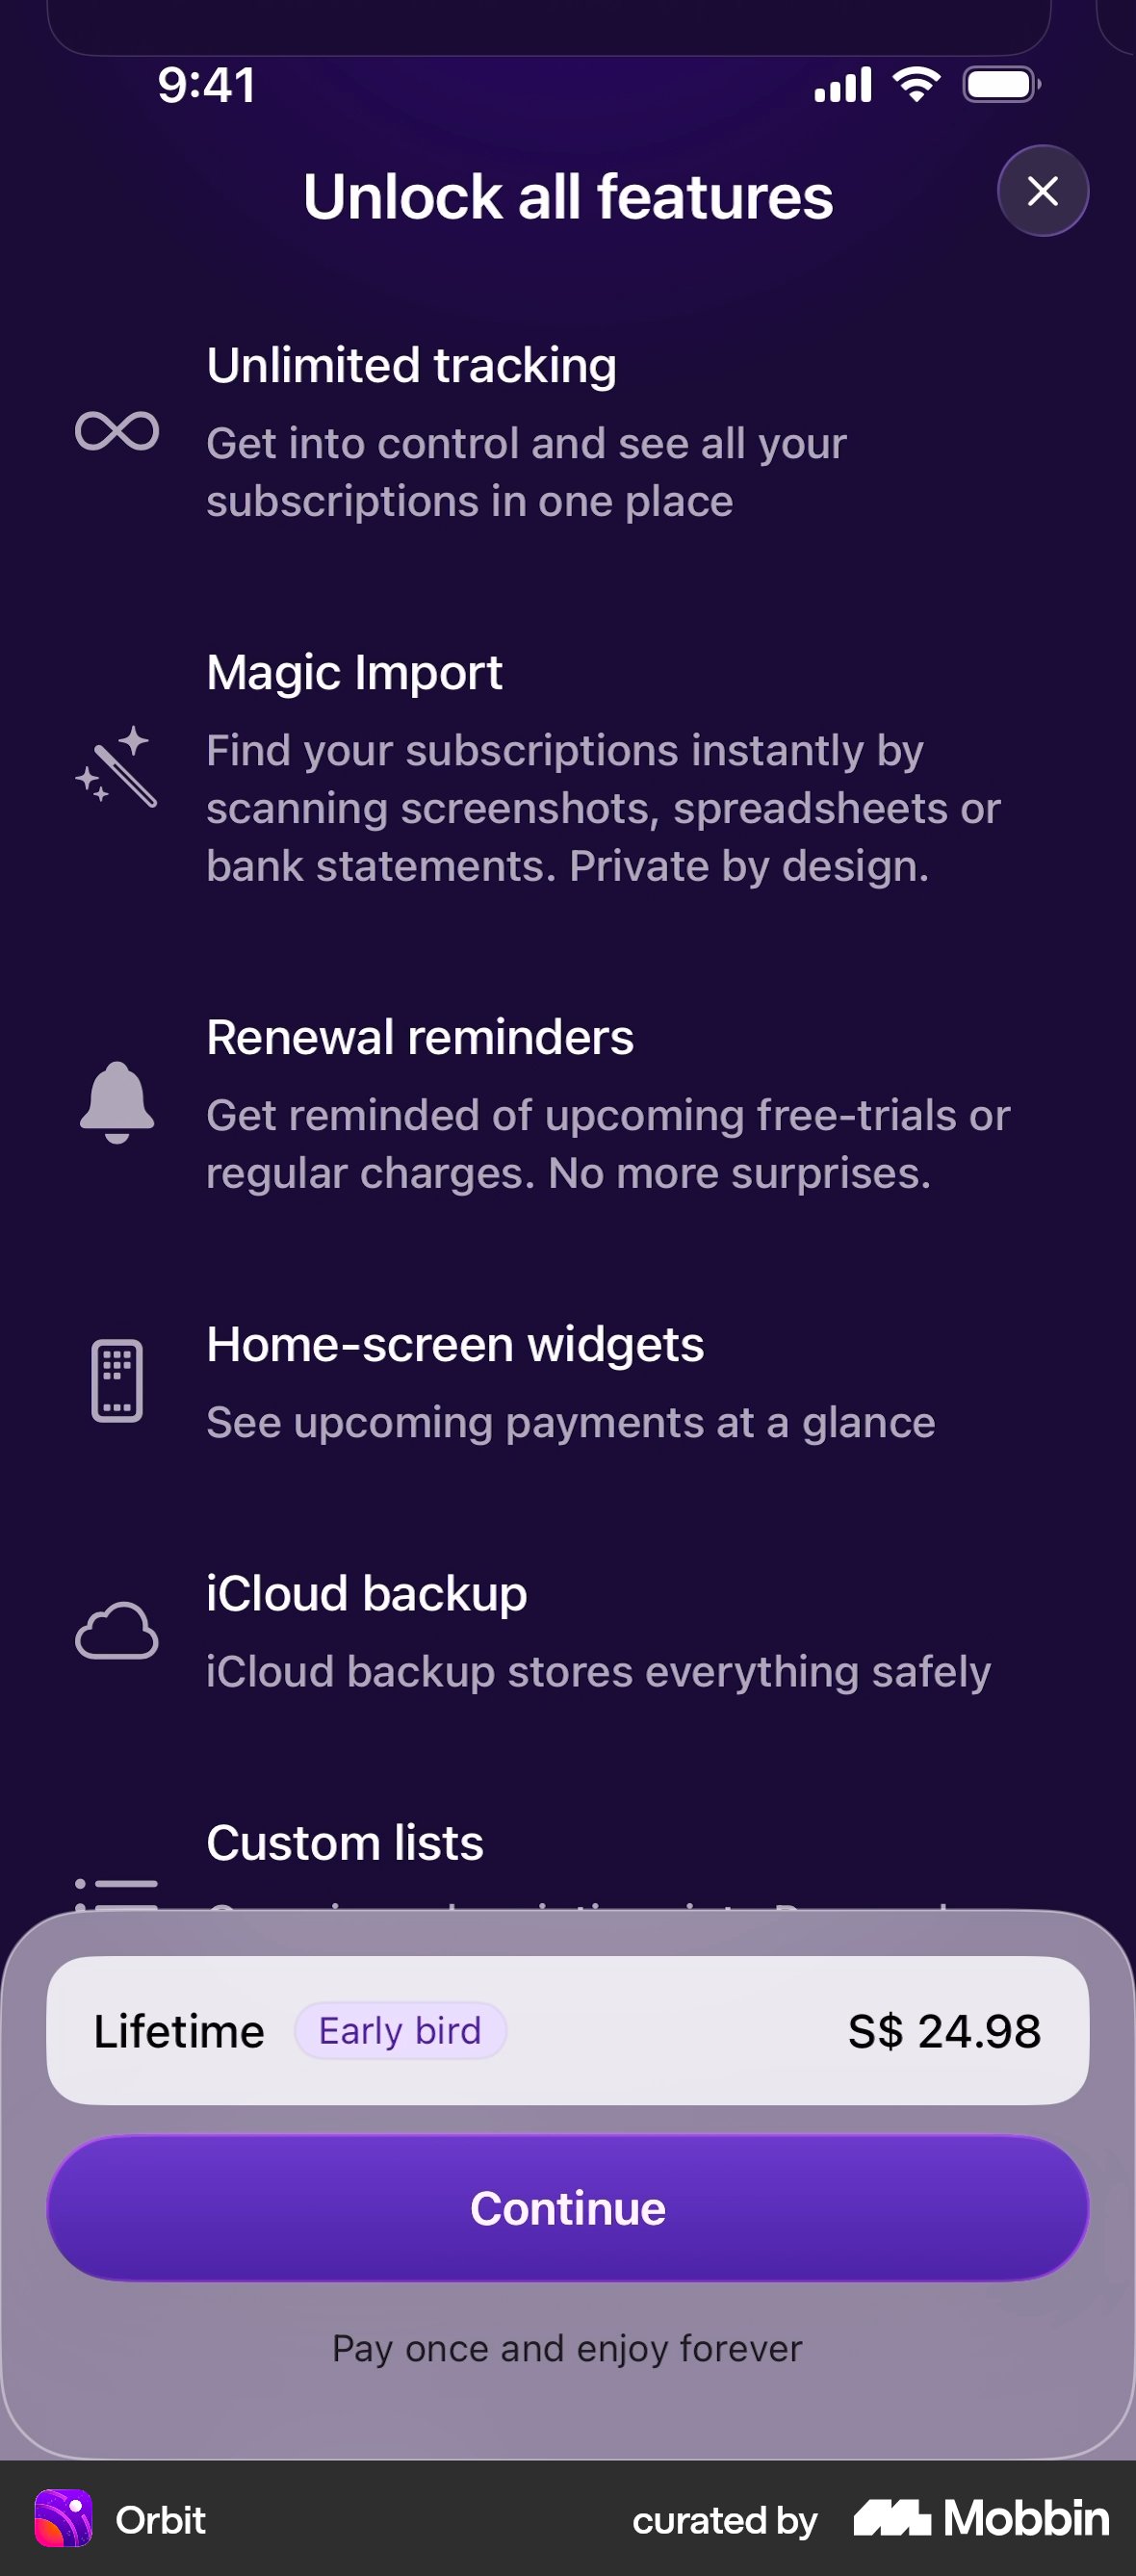 9:41
Unlock all features
Unlimited tracking
Get into control and see all your
subscriptions in one place
Magic Import
Find your subscriptions instantly by
scanning screenshots, spreadsheets or
bank statements. Private by design.
Renewal reminders
Get reminded of upcoming free-trials or
regular charges. No more surprises.
Home-screen widgets
See upcoming payments at a glance
iCloud backup
iCloud backup stores everything safely
Custom lists
Lifetime
Early bird
S$ 24.98
Continue
Pay once and enjoy forever
Orbit
curated by
Mobbin